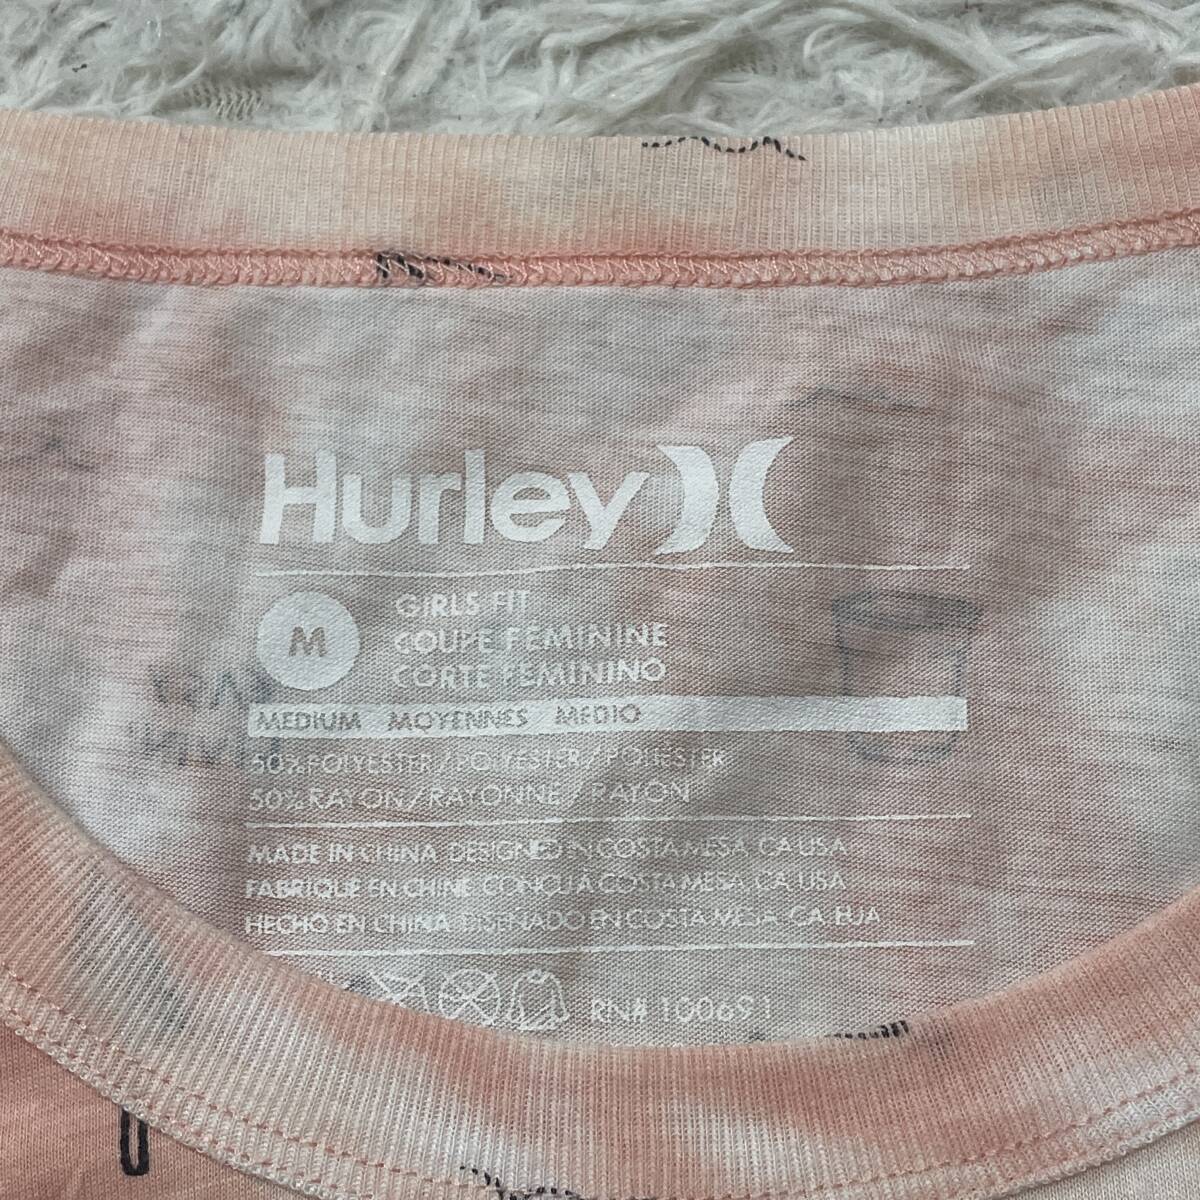 Hurley
M
GIRLS FIT
COUPE FEMININE
CORTE FEMININO
MEDIUM MOYENNES MEDIO
50% POLYESTER/POLYESTER/POLIESTER
50% RAYON/RAYONNE/RAYON
MADE IN CHINA DESIGNED IN COSTA MESA, CA USA
FABRIQUE EN CHINE CONCU À COSTA MESA, CA, USA
HECHO EN CHINA DISENADO EN COSTA MESA, CA, EUA
RN# 100691